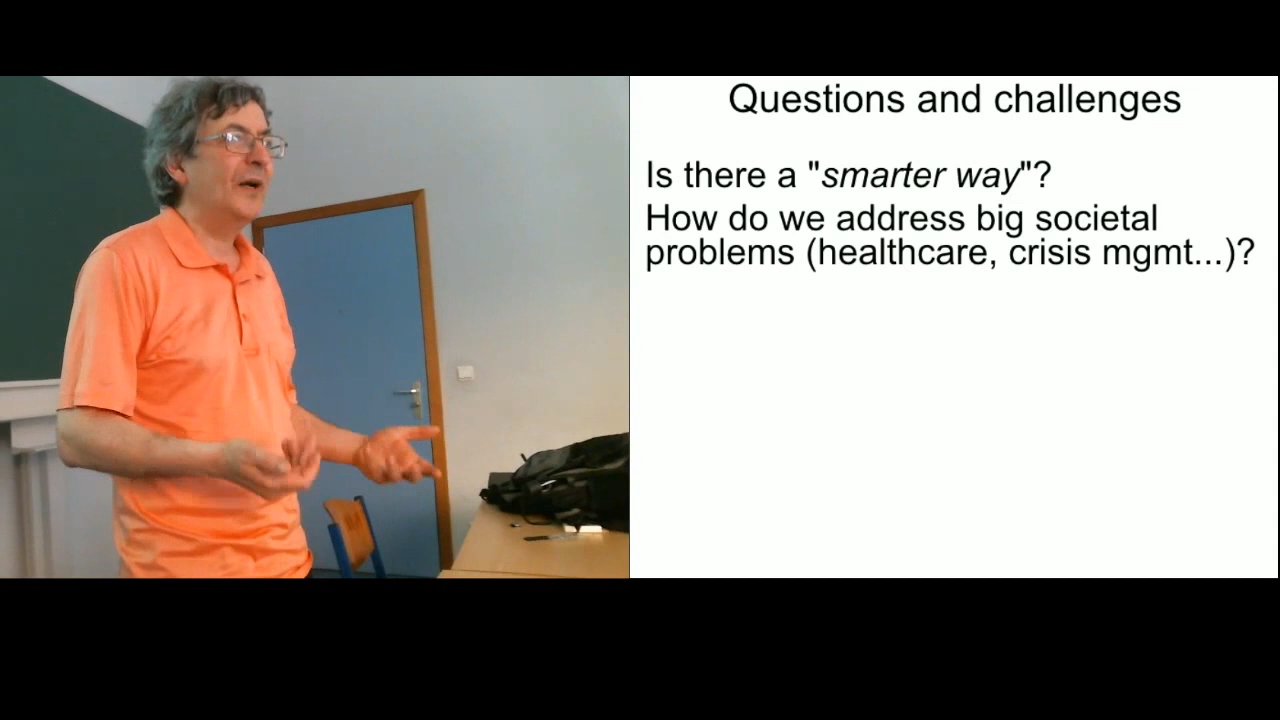 Questions and challenges
Is there a "smarter way"?
How do we address big societal
problems (healthcare, crisis mgmt...)?